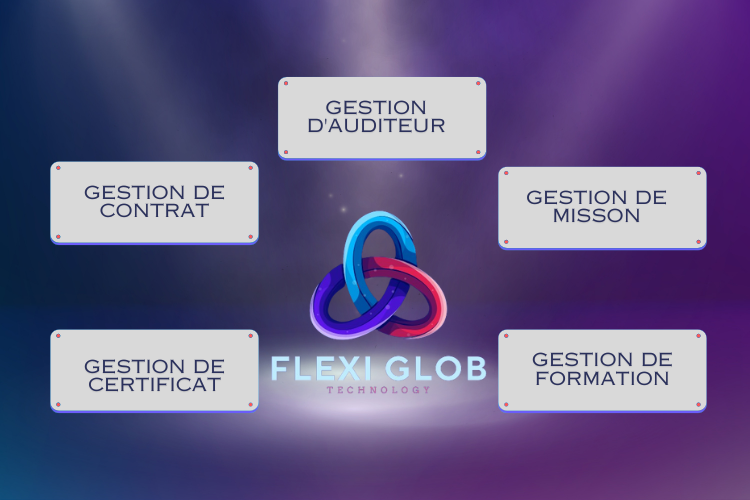 GESTION
D'AUDITEUR
GESTION DE
CONTRAT
GESTION DE
MISSON
GESTION DE
CERTIFICAT
FLEXI GLOB
TECHNOLOGY
GESTION DE
FORMATION